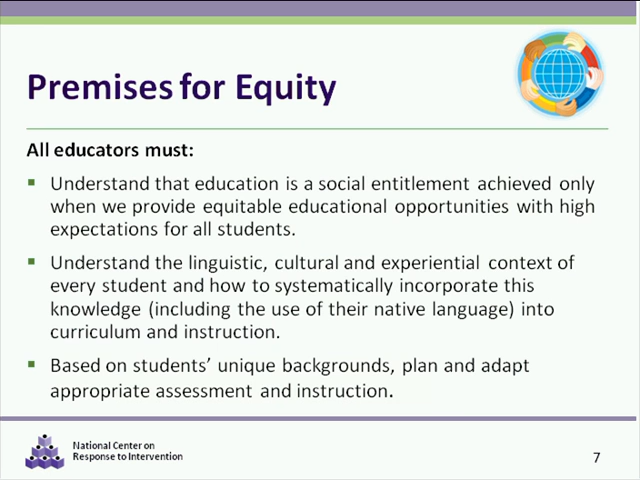 Premises for Equity
All educators must:
▪ Understand that education is a social entitlement achieved only
when we provide equitable educational opportunities with high
expectations for all students.
▪ Understand the linguistic, cultural and experiential context of
every student and how to systematically incorporate this
knowledge (including the use of their native language) into
curriculum and instruction.
▪ Based on students’ unique backgrounds, plan and adapt
appropriate assessment and instruction.
National Center on
Response to Intervention
7